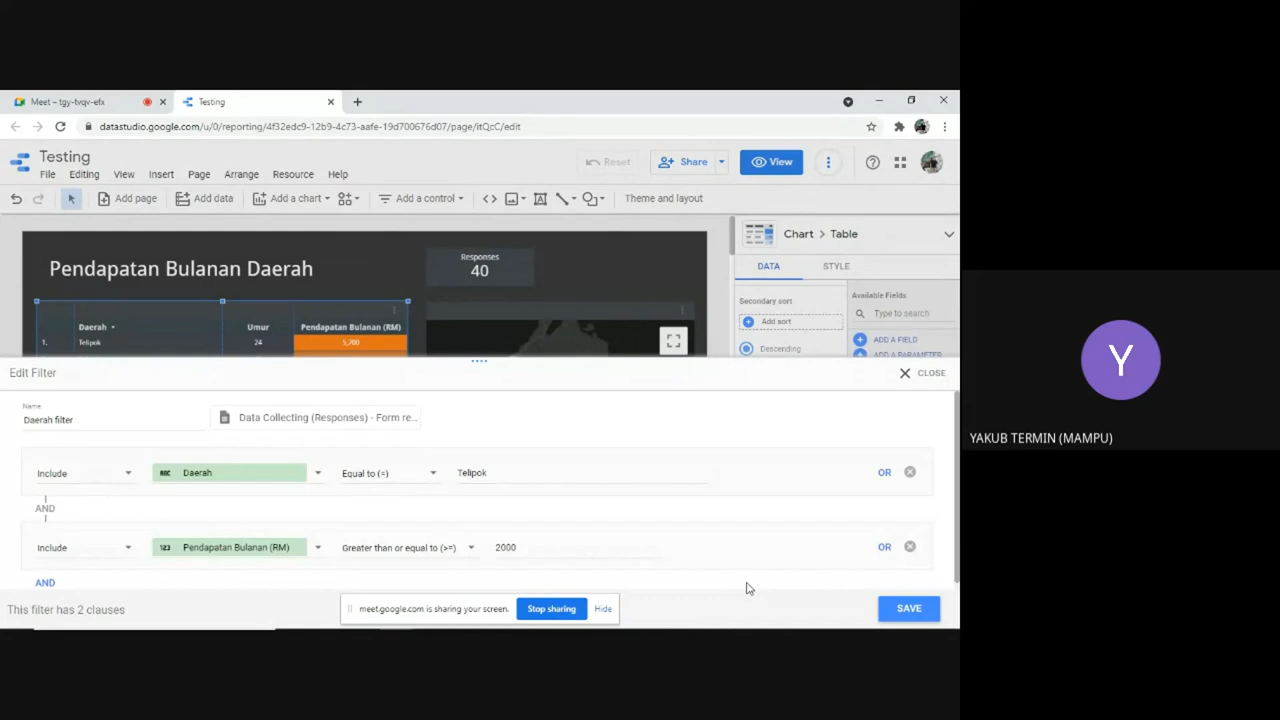 Meet – tgy-tvqv-efx
Testing
datastudio.google.com/u/0/reporting/4f32edc9-12b9-4c73-aafe-19d700676d07/page/itQcC/edit
Testing
File Editing View Insert Page Arrange Resource Help
Reset
Share
View
Add page
Add data
Add a chart
Add a control
Theme and layout
Pendapatan Bulanan Daerah
Responses
40
Chart > Table
DATA
STYLE
Secondary sort
Add sort
Descending
Available Fields
Type to search
ADD A FIELD
ADD A PARAMETER
Daerah Umur Pendapatan Bulanan (RM)
1. Telipok 24 5,700
Edit Filter
CLOSE
Name
Daerah filter
Data Collecting (Responses) - Form re...
Include ABC Daerah Equal to (=) Telipok OR
AND
Include 123 Pendapatan Bulanan (RM) Greater than or equal to (>=) 2000 OR
AND
This filter has 2 clauses
meet.google.com is sharing your screen.
Stop sharing
Hide
SAVE
Y
YAKUB TERMIN (MAMPU)